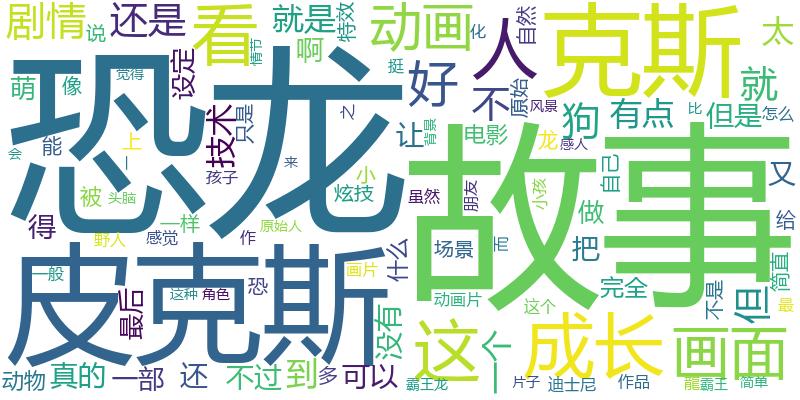 剧情
说
还是
看
就是
特效
动画
人
自然
化
克斯
太
萌
像
觉得
设定
啊
情节
挺
好
不
原始
风景
就
恐龙
技术
只是
之
让
电影
狗
有点
比
但是
怎么
会
能
上
一
孩子
来
背景
龙
感人
故事
被
头脑
小
炫技
虽然
朋友
小孩
自己
做
又
给
得
野人
一样
感觉
原始人
作
什么
场景
而
把
简直
皮克斯
一般
最后
这种
角色
恐
画片
没有
动画片
这个
完全
不是
但
最
这
个
一
成长
画面
动物
真的
一部
还
不过
到
多
可以
霸王龙
片子
迪士尼
作品
龍
霸王
简单